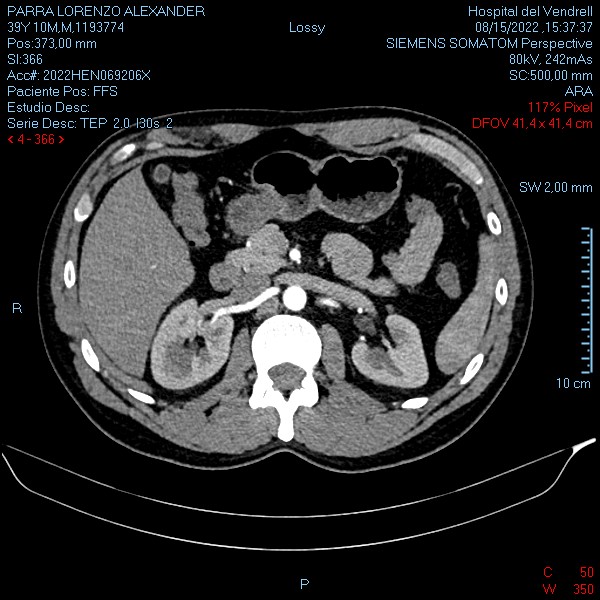 PARRA LORENZO ALEXANDER
39Y 10M,M,1193774
Pos:373,00 mm
SI:366
Acc#: 2022HEN069206X
Paciente Pos: FFS
Estudio Desc:
Serie Desc: TEP 2.0 I30s 2
< 4 - 366 >
Lossy
Hospital del Vendrell
08/15/2022 ,15:37:37
SIEMENS SOMATOM Perspective
80kV, 242mAs
SC:500,00 mm
ARA
117% Pixel
DFOV 41,4 x 41,4 cm
SW 2,00 mm
R
10 cm
P
C 50
W 350